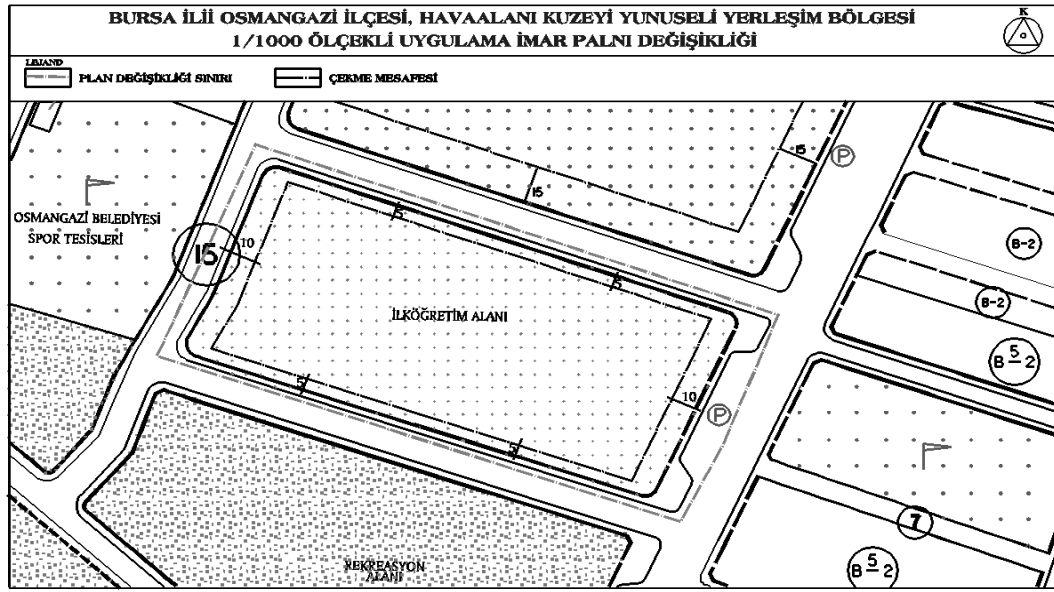 BURSA İLİİ OSMANGAZİ İLÇESİ, HAVAALANI KUZEYİ YUNUSELİ YERLEŞİM BÖLGESİ
1/1000 ÖLÇEKLİ UYGULAMA İMAR PALNI DEĞİŞİKLİĞİ
K
LEJAND
PLAN DEĞİŞİKLİĞİ SINIRI
ÇEKME MESAFESİ
15
15
P
OSMANGAZİ BELEDİYESİ
SPOR TESİSLERİ
15
10
5
5
B-2
B-2
B 5 2
İLKÖĞRETİM ALANI
5
5
10
P
7
B 5 2
REKREASYON
ALANI